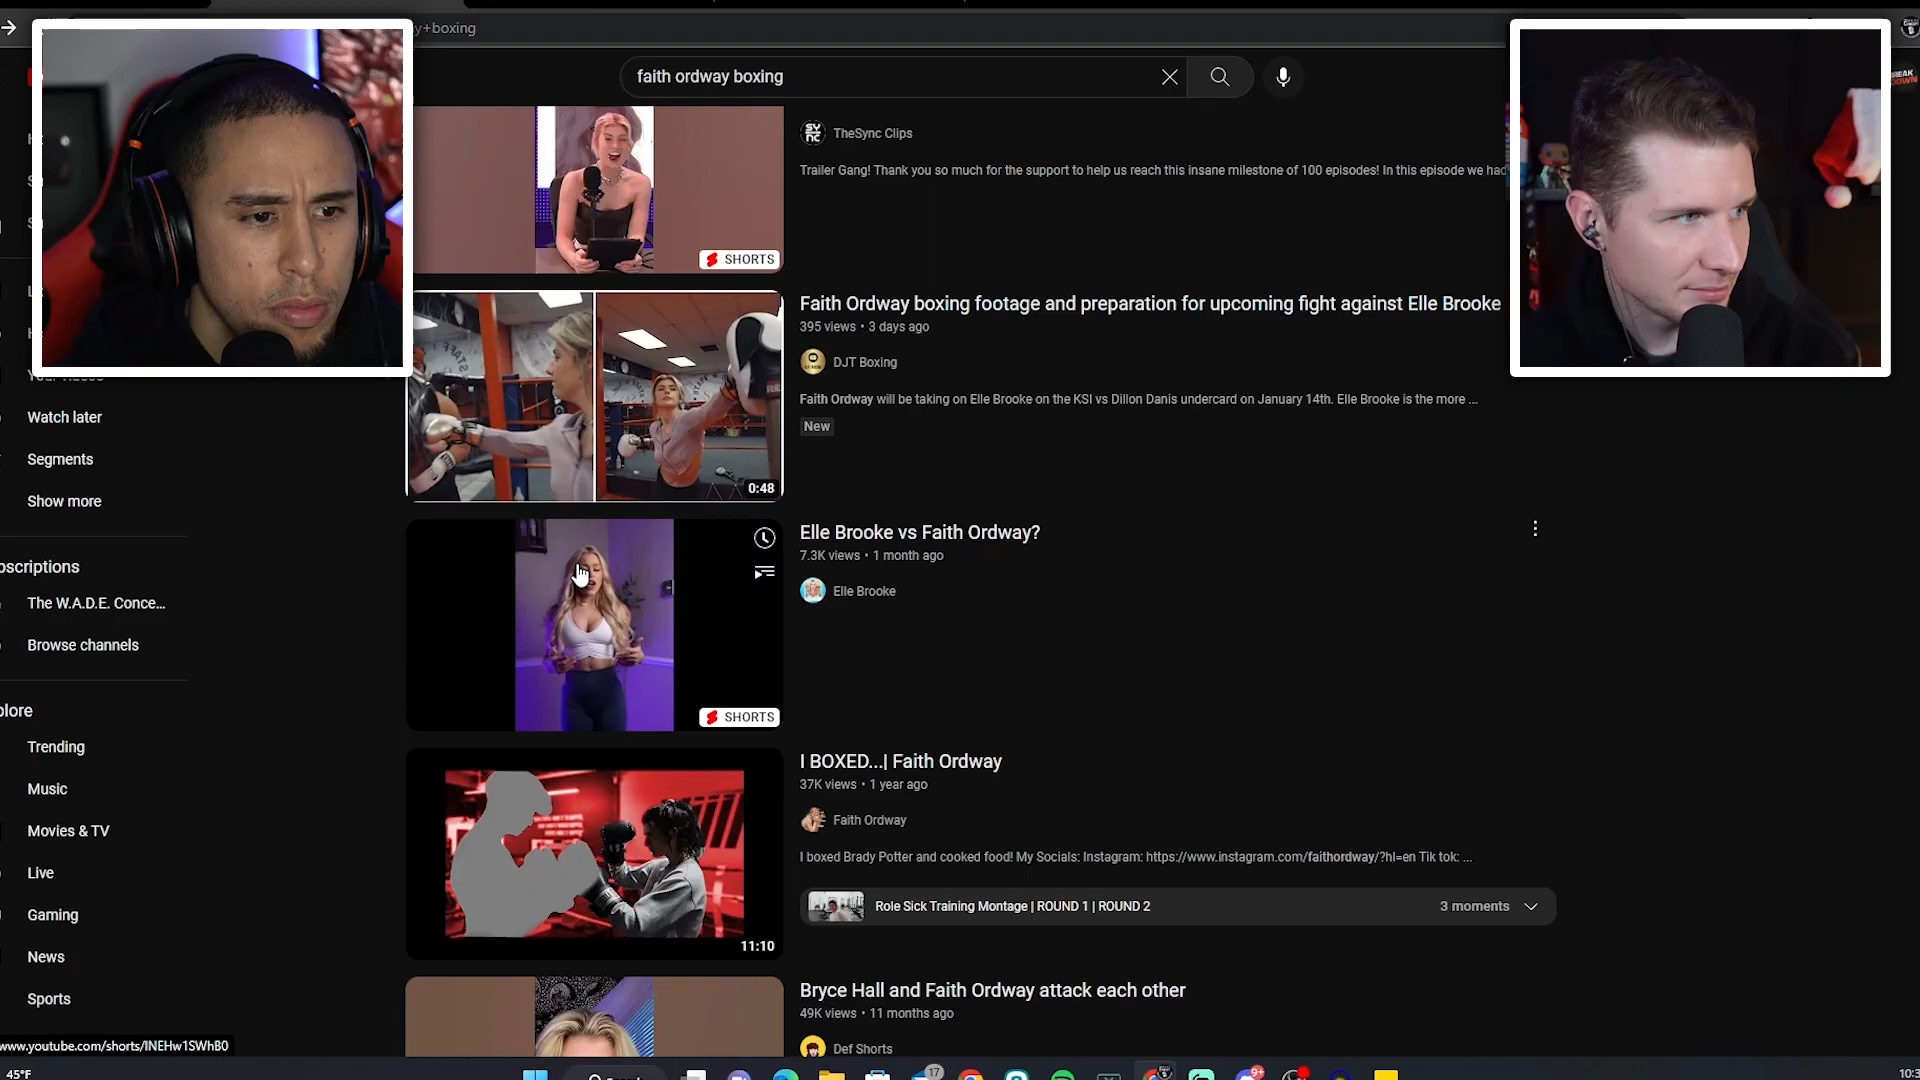 y+boxing
faith ordway boxing
TheSync Clips
Trailer Gang! Thank you so much for the support to help us reach this insane milestone of 100 episodes! In this episode we had
SHORTS
Faith Ordway boxing footage and preparation for upcoming fight against Elle Brooke
395 views • 3 days ago
DJT Boxing
Faith Ordway will be taking on Elle Brooke on the KSI vs Dillon Danis undercard on January 14th. Elle Brooke is the more ...
New
0:48
Watch later
Segments
Show more
Elle Brooke vs Faith Ordway?
7.3K views • 1 month ago
Elle Brooke
SHORTS
bscriptions
The W.A.D.E. Conce...
Browse channels
plore
Trending
Music
Movies & TV
Live
Gaming
News
Sports
I BOXED...| Faith Ordway
37K views • 1 year ago
Faith Ordway
I boxed Brady Potter and cooked food! My Socials: Instagram: https://www.instagram.com/faithordway/?hl=en Tik tok: ...
Role Sick Training Montage | ROUND 1 | ROUND 2
3 moments
11:10
Bryce Hall and Faith Ordway attack each other
49K views • 11 months ago
Def Shorts
45°F
17
9+
10:3